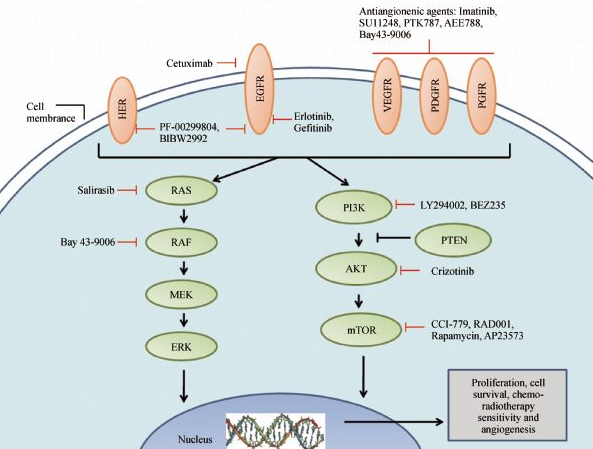 Antiangionenic agents: Imatinib,
SU11248, PTK787, AEE788,
Bay43-9006
Cetuximab
HER
EGFR
VEGFR
PDGFR
PGFR
Cell
membrance
PF-00299804,
BIBW2992
Erlotinib,
Gefitinib
Salirasib
RAS
PI3K
LY294002, BEZ235
Bay 43-9006
RAF
PTEN
AKT
Crizotinib
MEK
mTOR
CCI-779, RAD001,
Rapamycin, AP23573
ERK
Proliferation, cell
survival, chemo-
radiotherapy
sensitivity and
angiogenesis
Nucleus